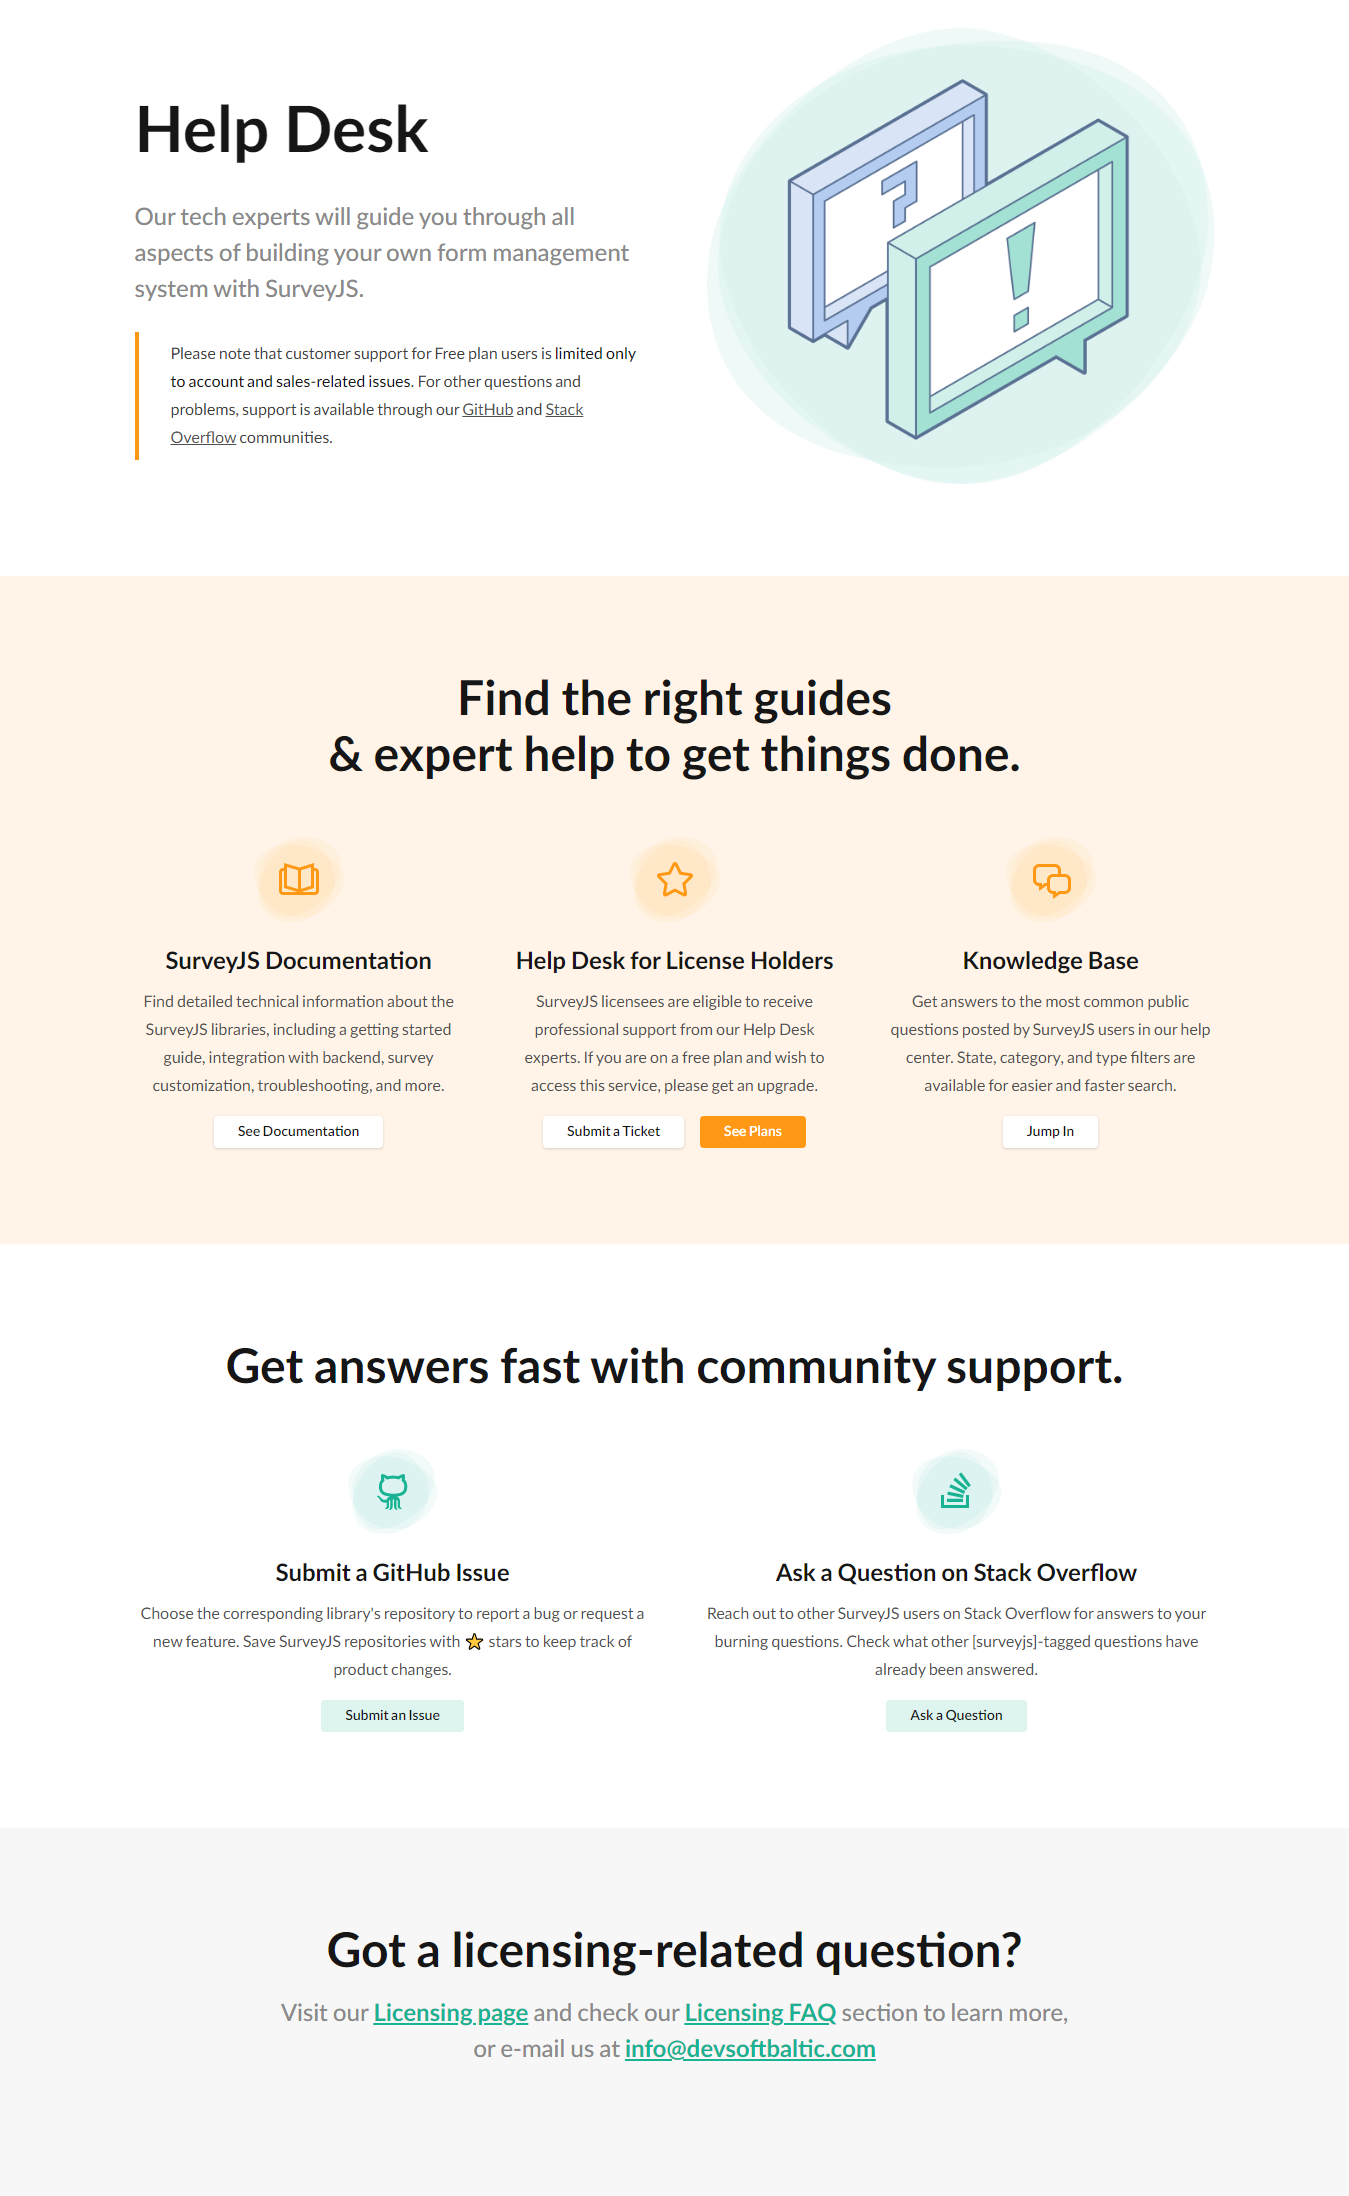 Help Desk
Our tech experts will guide you through all
aspects of building your own form management
system with SurveyJS.
Please note that customer support for Free plan users is limited only
to account and sales-related issues. For other questions and
problems, support is available through our GitHub and Stack
Overflow communities.
?
!
Find the right guides
& expert help to get things done.
SurveyJS Documentation
Find detailed technical information about the
SurveyJS libraries, including a getting started
guide, integration with backend, survey
customization, troubleshooting, and more.
See Documentation
Help Desk for License Holders
SurveyJS licensees are eligible to receive
professional support from our Help Desk
experts. If you are on a free plan and wish to
access this service, please get an upgrade.
Submit a Ticket
See Plans
Knowledge Base
Get answers to the most common public
questions posted by SurveyJS users in our help
center. State, category, and type filters are
available for easier and faster search.
Jump In
Get answers fast with community support.
Submit a GitHub Issue
Choose the corresponding library's repository to report a bug or request a
new feature. Save SurveyJS repositories with ⭐ stars to keep track of
product changes.
Submit an Issue
Ask a Question on Stack Overflow
Reach out to other SurveyJS users on Stack Overflow for answers to your
burning questions. Check what other [surveyjs]-tagged questions have
already been answered.
Ask a Question
Got a licensing-related question?
Visit our Licensing page and check our Licensing FAQ section to learn more,
or e-mail us at info@devsoftbaltic.com